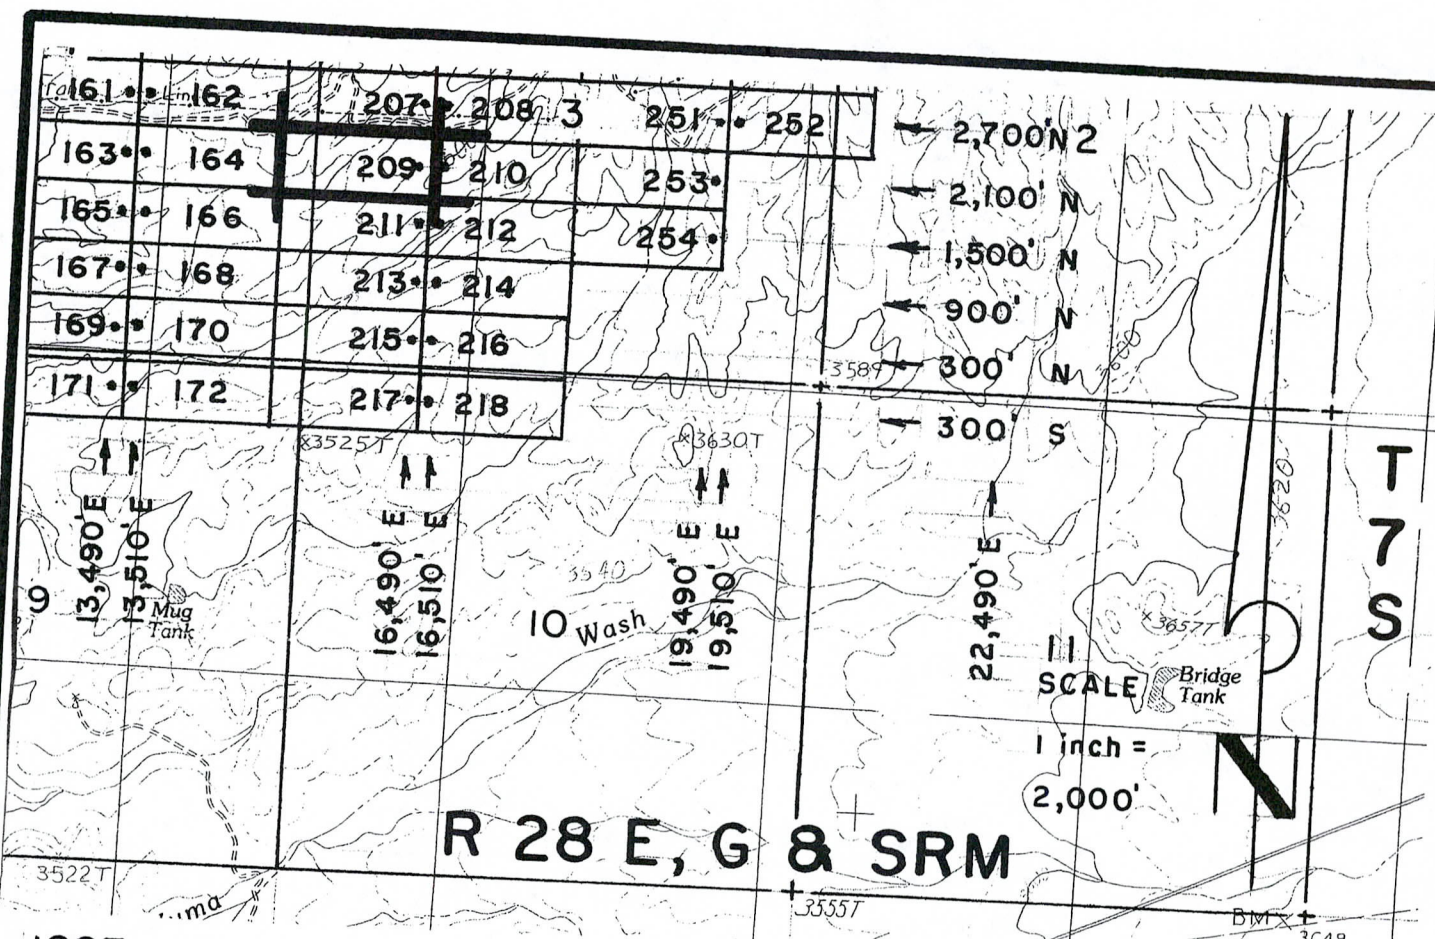 161 162 207 208 3 251 252 2,700'N 2
163 164 209 210 253 2,100' N
165 166 211 212 254 1,500' N
167 168 213 214 900' N
169 170 215 216 3589T 300' N
171 172 217 218 300' S
3525T 3630T
T
7
S
3620
13,490'E
13,510'E
16,490' E
16,510' E
19,490' E
19,510' E
22,490'E
3540
9
Mug
Tank
10 Wash
3657T
11
SCALE
Bridge
Tank
1 inch =
2,000'
N
R 28 E, G & SRM
3522T
3555T
BM